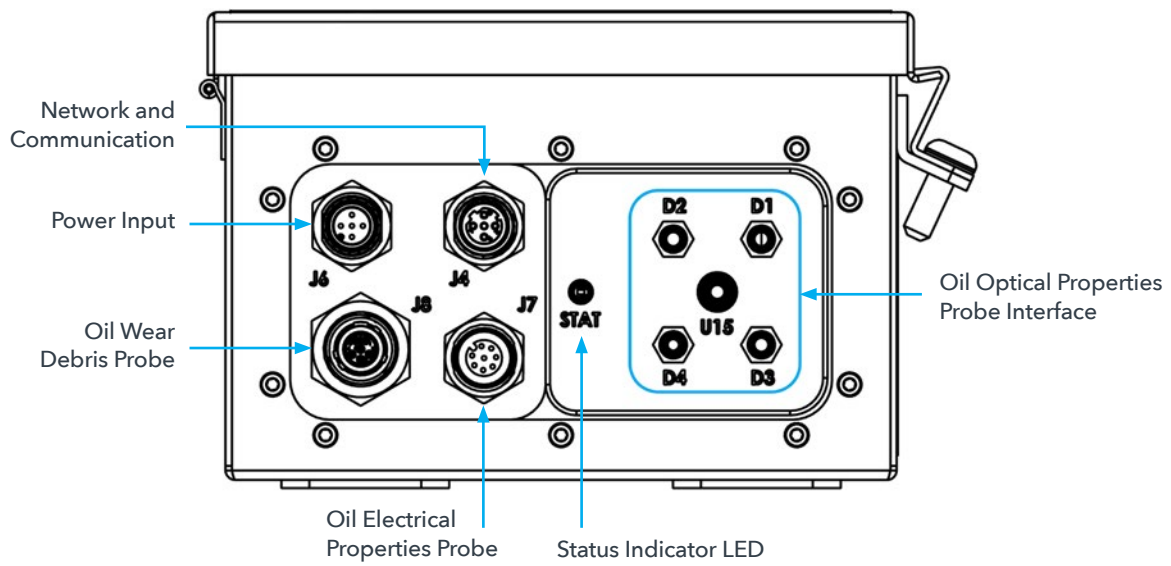 Network and
Communication
Power Input
Oil Wear
Debris Probe
J6
J4
J8
J7
STAT
D2
D1
U15
D4
D3
Oil Optical Properties
Probe Interface
Oil Electrical
Properties Probe
Status Indicator LED